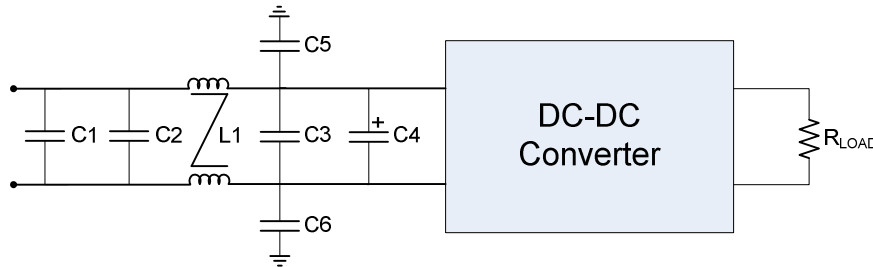 C5
C1
C2
L1
C3
+
C4
DC-DC
Converter
RLOAD
C6